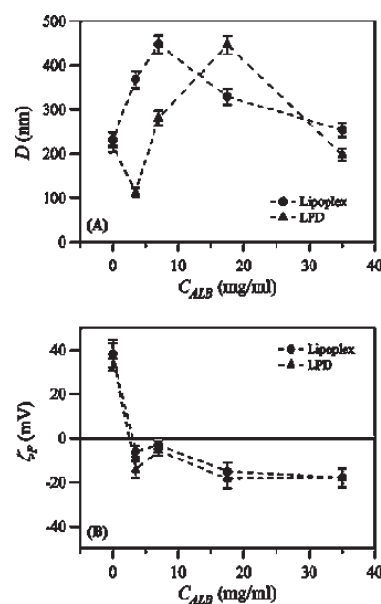 500
400
300
200
100
0
D (nm)
Lipoplex
LPD
(A)
0 10 20 30 40
C_ALB (mg/ml)
40
20
0
-20
-40
ζ_P (mV)
Lipoplex
LPD
(B)
0 10 20 30 40
C_ALB (mg/ml)